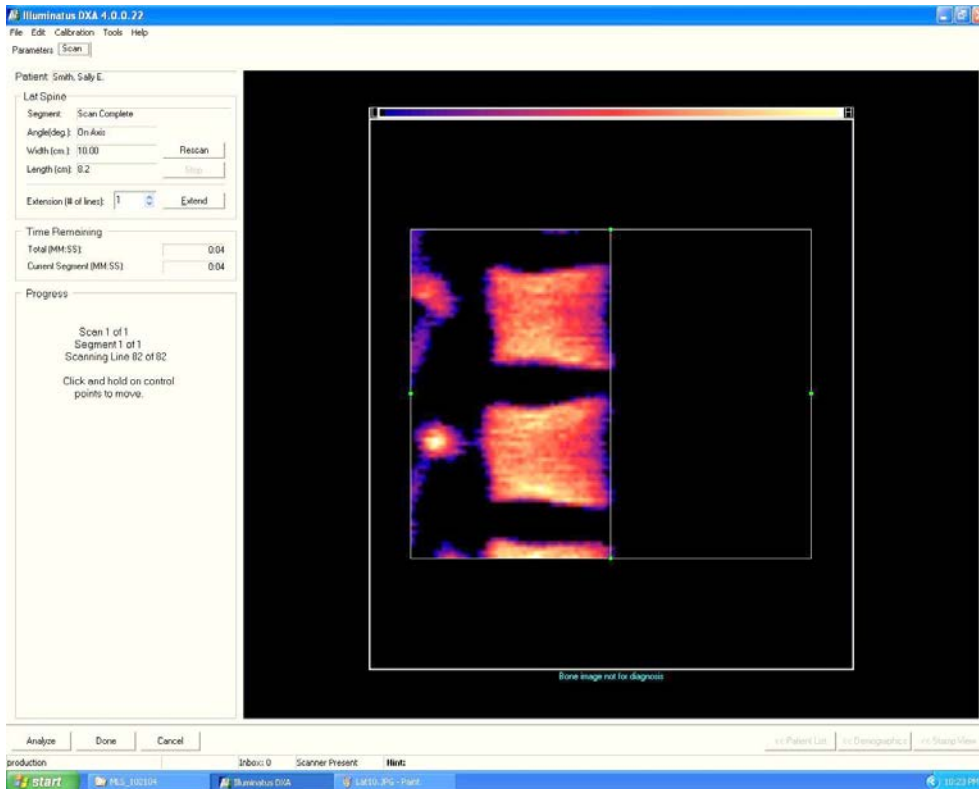 Illuminatus DXA 4.0.0.22
File Edit Calibration Tools Help
Parameters Scan
Patient Smith, Sally E.
Lat Spine
Segment: Scan Complete
Angle(deg.): On Axis
Width (cm.): 10.00 Rescan
Length (cm): 8.2 Stop
Extension (# of lines): 1 Extend
Time Remaining
Total (MM:SS): 0:04
Current Segment (MM:SS): 0:04
Progress
Scan 1 of 1
Segment 1 of 1
Scanning Line 82 of 82
Click and hold on control
points to move.
L H
Bone image not for diagnosis
Analyze Done Cancel << Patient List << Demographics << Stamp View
production Inbox: 0 Scanner Present Hint:
start MLS_102104 Illuminatus DXA Lat10.JPG - Paint 10:23 PM